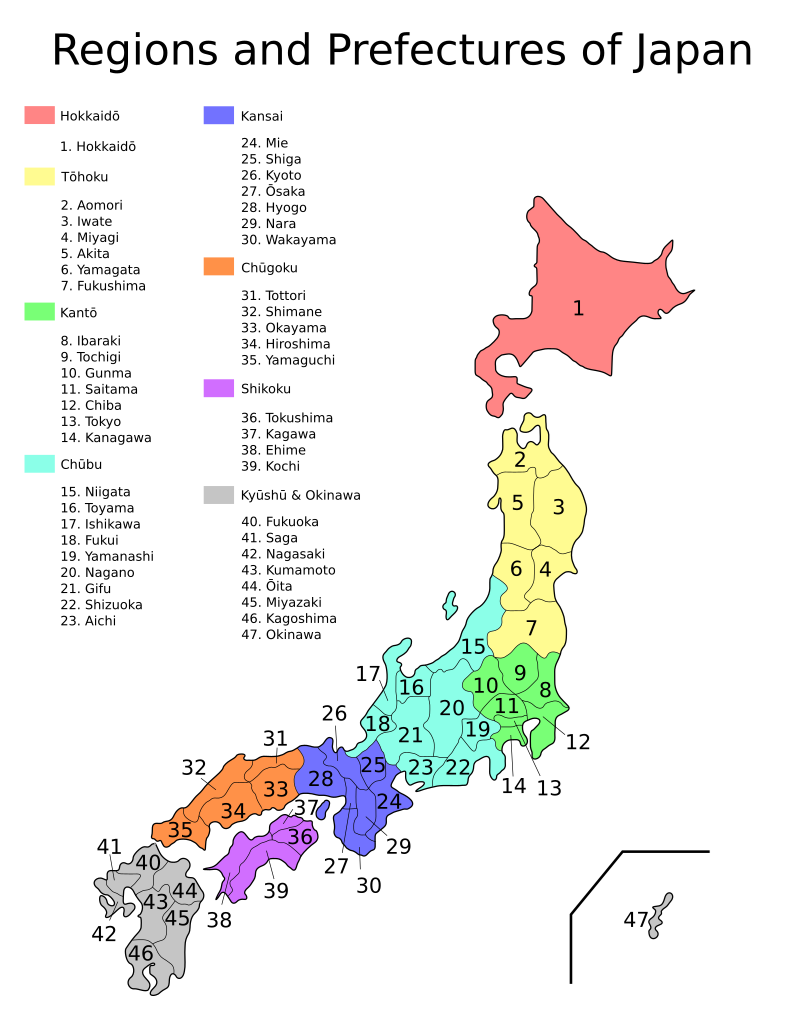 Regions and Prefectures of Japan
Hokkaidō
1. Hokkaidō
Tōhoku
2. Aomori
3. Iwate
4. Miyagi
5. Akita
6. Yamagata
7. Fukushima
Kantō
8. Ibaraki
9. Tochigi
10. Gunma
11. Saitama
12. Chiba
13. Tokyo
14. Kanagawa
Chūbu
15. Niigata
16. Toyama
17. Ishikawa
18. Fukui
19. Yamanashi
20. Nagano
21. Gifu
22. Shizuoka
23. Aichi
Kansai
24. Mie
25. Shiga
26. Kyoto
27. Ōsaka
28. Hyogo
29. Nara
30. Wakayama
Chūgoku
31. Tottori
32. Shimane
33. Okayama
34. Hiroshima
35. Yamaguchi
Shikoku
36. Tokushima
37. Kagawa
38. Ehime
39. Kochi
Kyūshū & Okinawa
40. Fukuoka
41. Saga
42. Nagasaki
43. Kumamoto
44. Ōita
45. Miyazaki
46. Kagoshima
47. Okinawa
1
2
5
3
6
4
7
15
9
17
16
10
8
20
11
26
18
19
21
12
31
25
23
22
32
28
14
13
33
24
37
34
35
36
29
41
40
27
39
30
44
43
38
45
47
42
46